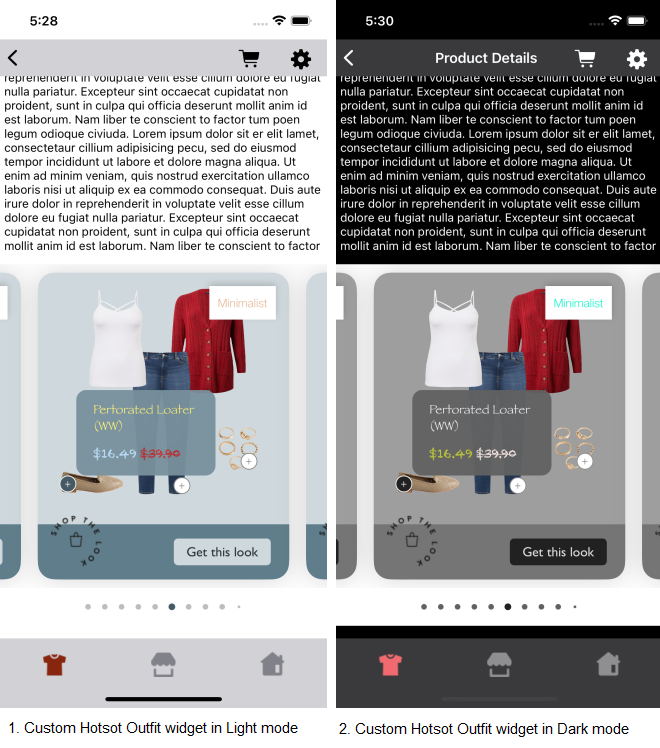 5:28
reprehenderit in voluptate velit esse cillum dolore eu fugiat
nulla pariatur. Excepteur sint occaecat cupidatat non
proident, sunt in culpa qui officia deserunt mollit anim id
est laborum. Nam liber te conscient to factor tum poen
legum odioque civiuda. Lorem ipsum dolor sit er elit lamet,
consectetaur cillium adipisicing pecu, sed do eiusmod
tempor incididunt ut labore et dolore magna aliqua. Ut
enim ad minim veniam, quis nostrud exercitation ullamco
laboris nisi ut aliquip ex ea commodo consequat. Duis aute
irure dolor in reprehenderit in voluptate velit esse cillum
dolore eu fugiat nulla pariatur. Excepteur sint occaecat
cupidatat non proident, sunt in culpa qui officia deserunt
mollit anim id est laborum. Nam liber te conscient to factor
Minimalist
Perforated Loafer
(WW)
$16.49 $39.90
SHOP THE LOOK
Get this look
1. Custom Hotsot Outfit widget in Light mode
5:30
Product Details
reprehenderit in voluptate velit esse cillum dolore eu fugiat
nulla pariatur. Excepteur sint occaecat cupidatat non
proident, sunt in culpa qui officia deserunt mollit anim id
est laborum. Nam liber te conscient to factor tum poen
legum odioque civiuda. Lorem ipsum dolor sit er elit lamet,
consectetaur cillium adipisicing pecu, sed do eiusmod
tempor incididunt ut labore et dolore magna aliqua. Ut
enim ad minim veniam, quis nostrud exercitation ullamco
laboris nisi ut aliquip ex ea commodo consequat. Duis aute
irure dolor in reprehenderit in voluptate velit esse cillum
dolore eu fugiat nulla pariatur. Excepteur sint occaecat
cupidatat non proident, sunt in culpa qui officia deserunt
mollit anim id est laborum. Nam liber te conscient to factor
Minimalist
Perforated Loafer
(WW)
$16.49 $39.90
SHOP THE LOOK
Get this look
2. Custom Hotsot Outfit widget in Dark mode